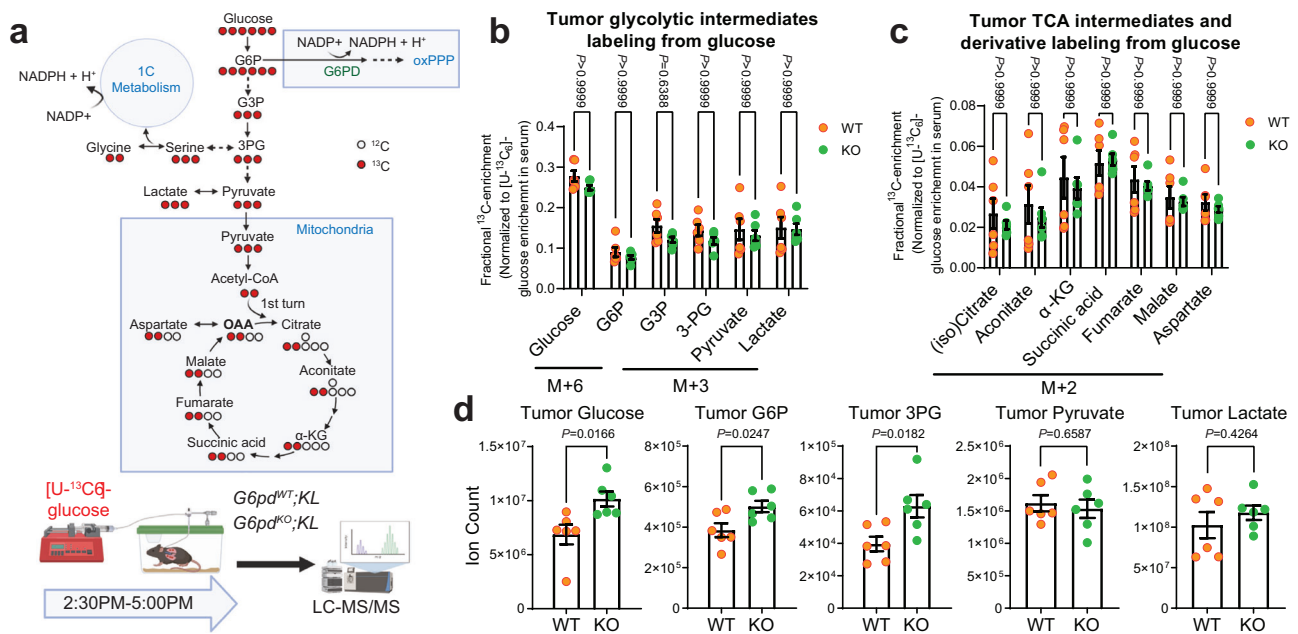 a
Glucose
NADP+ NADPH + H⁺
G6P
oxPPP
G6PD
NADPH + H⁺
1C
Metabolism
NADP+
G3P
Glycine
Serine
3PG
¹²C
¹³C
Lactate
Pyruvate
Pyruvate
Mitochondria
Acetyl-CoA
1st turn
Aspartate
OAA
Citrate
Malate
Aconitate
Fumarate
α-KG
Succinic acid
[U-¹³C6]-
glucose
G6pdᵂᵀ;KL
G6pdᴷᴼ;KL
2:30PM-5:00PM
LC-MS/MS
b
Tumor glycolytic intermediates
labeling from glucose
P>0.9999
P>0.9999
P=0.6398
P>0.9999
P>0.9999
P>0.9999
Fractional ¹³C-enrichment
(Normalized to [U-¹³C₆]-
glucose enrichemnt in serum)
0.4
0.3
0.2
0.1
0.0
WT
KO
Glucose
G6P
G3P
3-PG
Pyruvate
Lactate
M+6
M+3
c
Tumor TCA intermediates and
derivative labeling from glucose
P>0.9999
P>0.9999
P>0.9999
P>0.9999
P>0.9999
P>0.9999
P>0.9999
Fractional ¹³C-enrichment
(Normalized to [U-¹³C₆]-
glucose enrichemnt in serum)
0.08
0.06
0.04
0.02
0.00
WT
KO
(iso)Citrate
Aconitate
α-KG
Succinic acid
Fumarate
Malate
Aspartate
M+2
d
Tumor Glucose
P=0.0166
Ion Count
1.5×10⁷
1×10⁷
5×10⁶
0
WT KO
Tumor G6P
P=0.0247
8×10⁵
6×10⁵
4×10⁵
2×10⁵
0
WT KO
Tumor 3PG
P=0.0182
1×10⁵
8×10⁴
6×10⁴
4×10⁴
2×10⁴
0
WT KO
Tumor Pyruvate
P=0.6587
2.5×10⁶
2×10⁶
1.5×10⁶
1×10⁶
5×10⁵
0
WT KO
Tumor Lactate
P=0.4264
2×10⁸
1.5×10⁸
1×10⁸
5×10⁷
0
WT KO